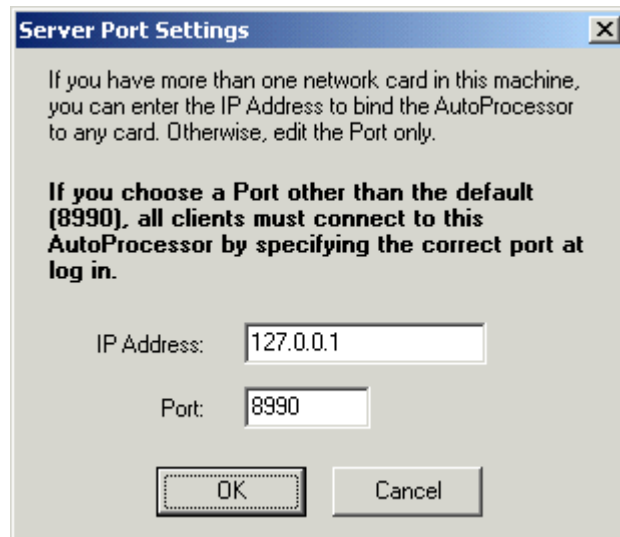 Server Port Settings
If you have more than one network card in this machine,
you can enter the IP Address to bind the AutoProcessor
to any card. Otherwise, edit the Port only.
If you choose a Port other than the default
(8990), all clients must connect to this
AutoProcessor by specifying the correct port at
log in.
IP Address: 127.0.0.1
Port: 8990
OK Cancel